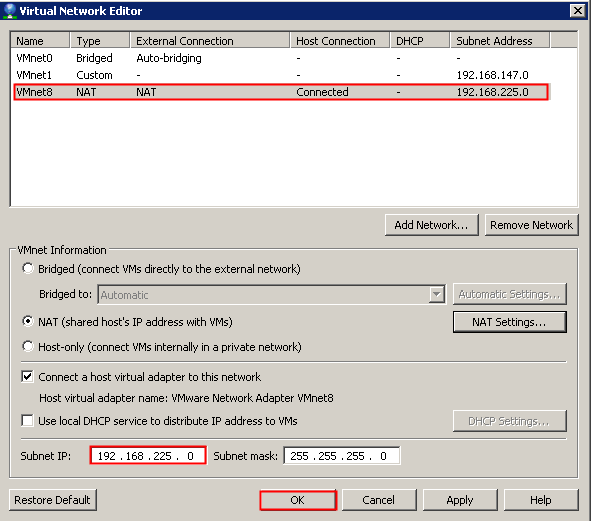 Virtual Network Editor
Name Type External Connection Host Connection DHCP Subnet Address
VMnet0 Bridged Auto-bridging - - -
VMnet1 Custom - - - 192.168.147.0
VMnet8 NAT NAT Connected - 192.168.225.0
Add Network... Remove Network
VMnet Information
Bridged (connect VMs directly to the external network)
Bridged to: Automatic Automatic Settings...
NAT (shared host's IP address with VMs) NAT Settings...
Host-only (connect VMs internally in a private network)
Connect a host virtual adapter to this network
Host virtual adapter name: VMware Network Adapter VMnet8
Use local DHCP service to distribute IP address to VMs DHCP Settings...
Subnet IP: 192 . 168 . 225 . 0 Subnet mask: 255 . 255 . 255 . 0
Restore Default OK Cancel Apply Help